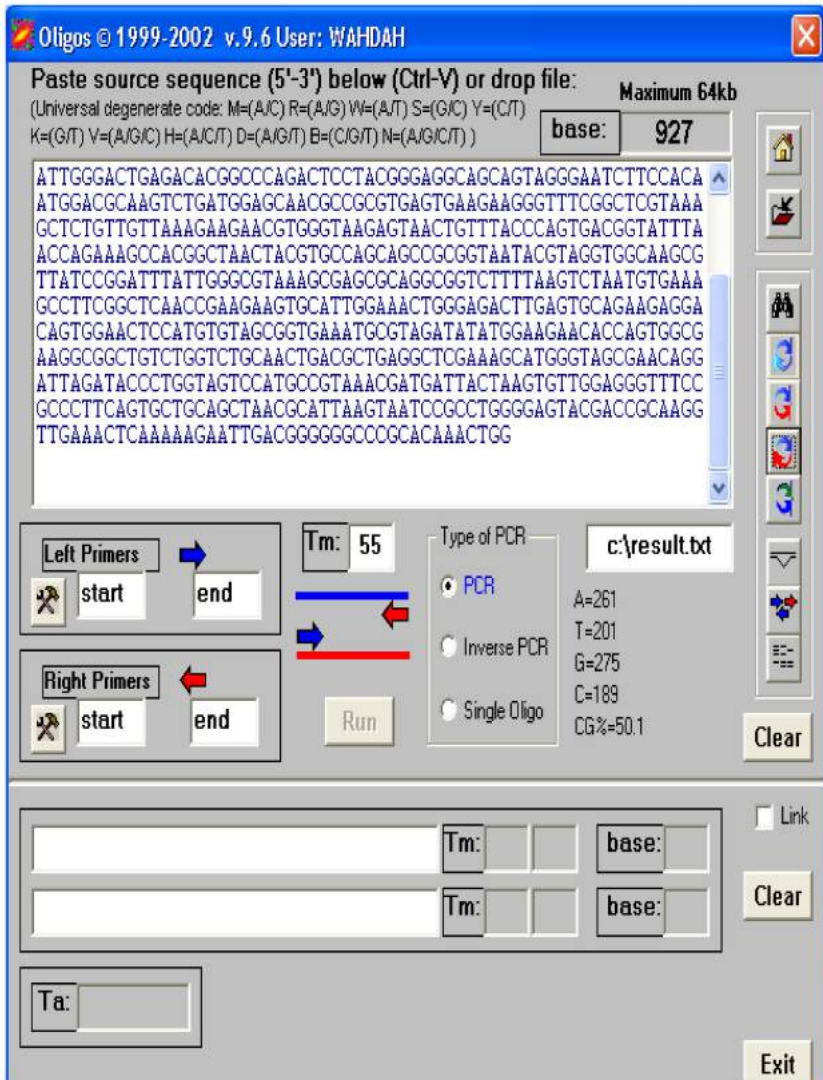 Oligos © 1999-2002 v.9.6 User: WAHDAH
Paste source sequence (5'-3') below (Ctrl-V) or drop file:
Maximum 64kb
(Universal degenerate code: M=(A/C) R=(A/G) W=(A/T) S=(G/C) Y=(C/T)
K=(G/T) V=(A/G/C) H=(A/C/T) D=(A/G/T) B=(C/G/T) N=(A/G/C/T) )
base: 927
ATTGGGACTGAGACACGGCCCAGACTCCTACGGGAGGCAGCAGTAGGGAATCTTCCACA
ATGGACGCAAGTCTGATGGAGCAACGCCGCGTGAGTGAAGAAGGGTTTCGGCTCGTAAA
GCTCTGTTGTTAAAGAAGAACGTGGGTAAGAGTAACTGTTTACCCAGTGACGGTATTTA
ACCAGAAAGCCACGGCTAACTACGTGCCAGCAGCCGCGGTAATACGTAGGTGGCAAGCG
TTATCCGGATTTATTGGGCGTAAAGCGAGCGCAGGCGGTCTTTTAAGTCTAATGTGAAA
GCCTTCGGCTCAACCGAAGAAGTGCATTGGAAACTGGGAGACTTGAGTGCAGAAGAGGA
CAGTGGAACTCCATGTGTAGCGGTGAAATGCGTAGATATATGGAAGAACACCAGTGGCG
AAGGCGGCTGTCTGGTCTGCAACTGACGCTGAGGCTCGAAAGCATGGGTAGCGAACAGG
ATTAGATACCCTGGTAGTCCATGCCGTAAACGATGATTACTAAGTGTTGGAGGGTTTCC
GCCCTTCAGTGCTGCAGCTAACGCATTAAGTAATCCGCCTGGGGAGTACGACCGCAAGG
TTGAAACTCAAAAAGAATTGACGGGGGGCCCGCACAAACTGG
Left Primers
start end
Right Primers
start end
Tm: 55
Run
Type of PCR
PCR
Inverse PCR
Single Oligo
c:\result.txt
A=261
T=201
G=275
C=189
CG%=50.1
Clear
Link
Tm: base:
Tm: base:
Clear
Ta:
Exit